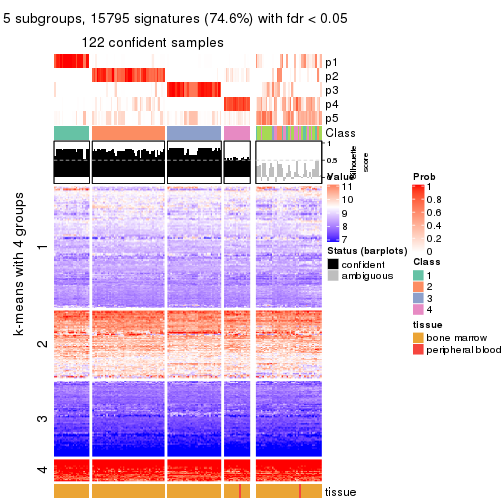 5 subgroups, 15795 signatures (74.6%) with fdr < 0.05
122 confident samples
p1
p2
p3
p4
p5
Class
1
0.5
0
Silhouette
score
k-means with 4 groups
1
2
3
4
tissue
Value
11
10
9
8
7
Status (barplots)
confident
ambiguous
Prob
1
0.8
0.6
0.4
0.2
0
Class
1
2
3
4
tissue
bone marrow
peripheral blood